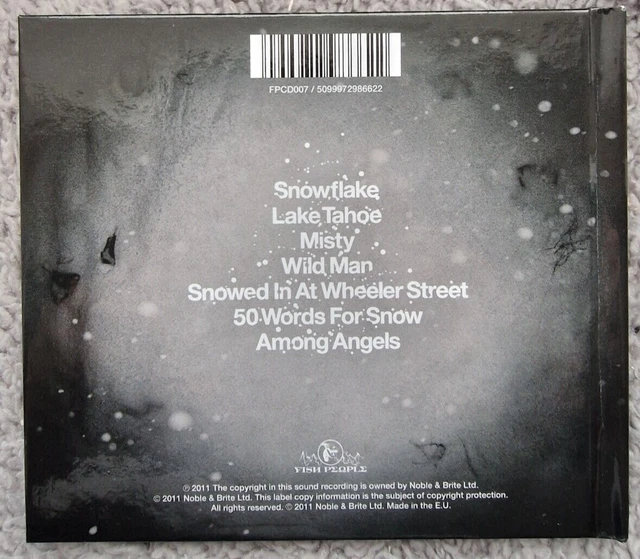 FPCD007 / 5099972986622
Snowflake
Lake Tahoe
Misty
Wild Man
Snowed In At Wheeler Street
50 Words For Snow
Among Angels
FISH PEOPLE
℗ 2011 The copyright in this sound recording is owned by Noble & Brite Ltd.
© 2011 Noble & Brite Ltd. This label copy information is the subject of copyright protection.
All rights reserved. © 2011 Noble & Brite Ltd. Made in the E.U.